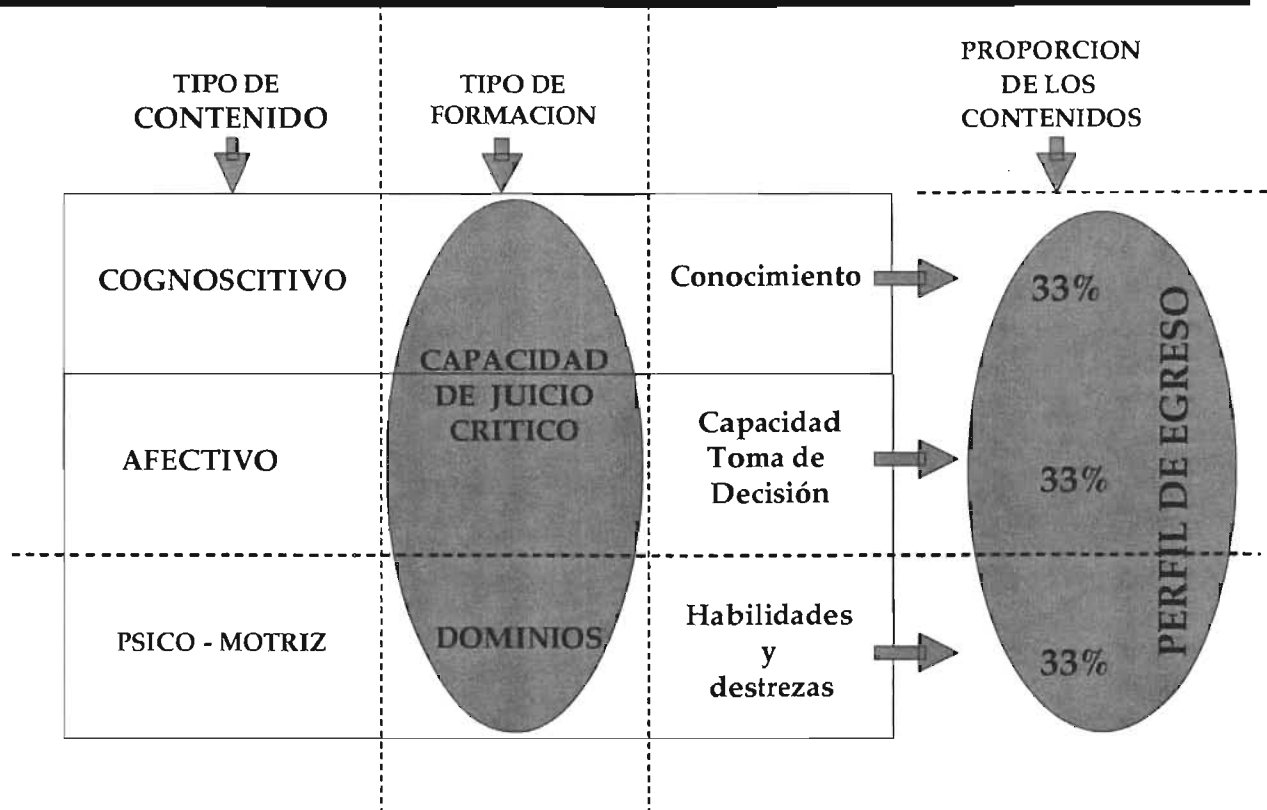 TIPO DE
CONTENIDO
TIPO DE
FORMACION
PROPORCION
DE LOS
CONTENIDOS
COGNOSCITIVO
CAPACIDAD
DE JUICIO
CRITICO
Conocimiento
33%
AFECTIVO
Capacidad
Toma de
Decisión
33%
PSICO - MOTRIZ
DOMINIOS
Habilidades
y
destrezas
33%
PERFIL DE EGRESO